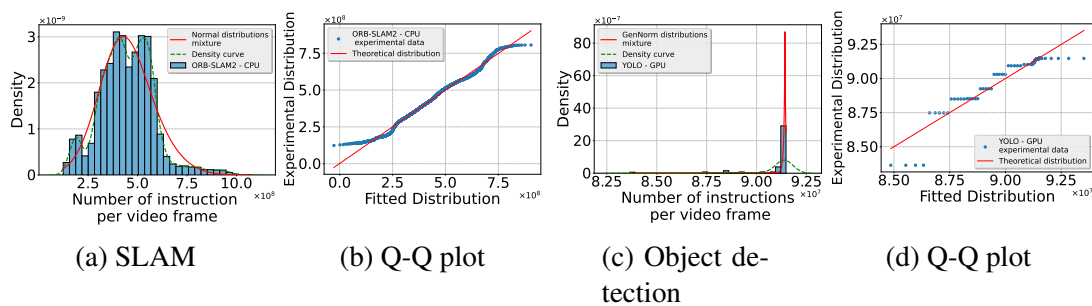 ×10⁻⁹
Normal distributions
mixture
Density curve
ORB-SLAM2 - CPU
3
2
1
0
Density
2.5
5.0
7.5
10.0
×10⁸
Number of instruction
per video frame
(a) SLAM
×10⁸
ORB-SLAM2 - CPU
experimental data
Theoretical distribution
7.5
5.0
2.5
0.0
Experimental Distribution
0.0
2.5
5.0
7.5
×10⁸
Fitted Distribution
(b) Q-Q plot
×10⁻⁷
GenNorm distributions
mixture
Density curve
YOLO - GPU
80
60
40
20
0
Density
8.25
8.50
8.75
9.00
9.25
×10⁷
Number of instructions
per video frame
(c) Object de-
tection
×10⁷
9.25
9.00
8.75
8.50
Experimental Distribution
YOLO - GPU
experimental data
Theoretical distribution
8.50
8.75
9.00
9.25
×10⁷
Fitted Distribution
(d) Q-Q plot